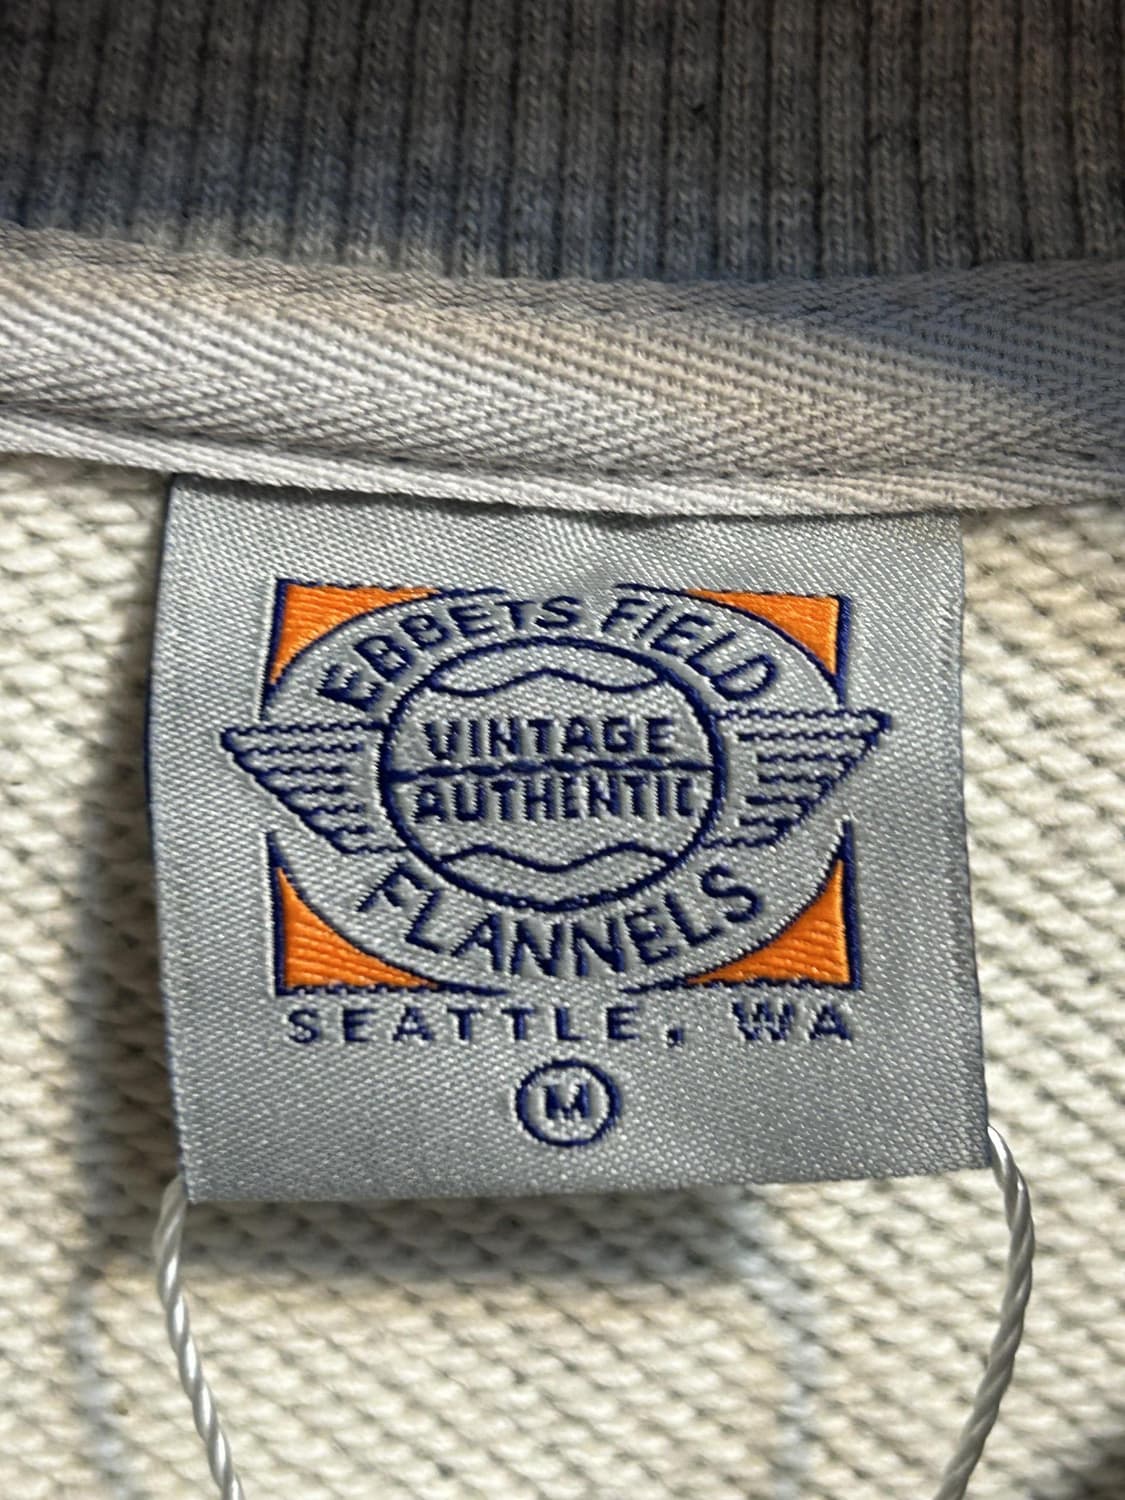 EBBETS FIELD
VINTAGE
AUTHENTIC
FLANNELS
SEATTLE, WA
M